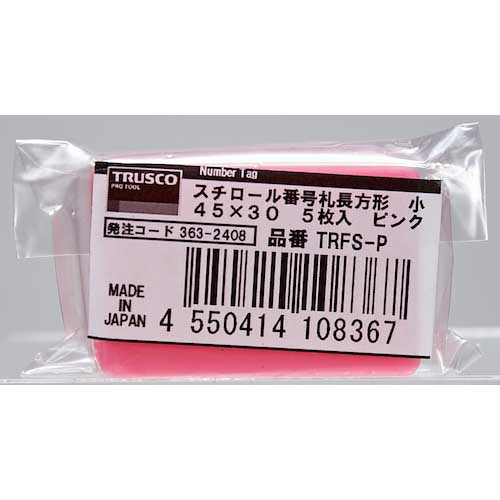 Number Tag
TRUSCO
PRO TOOL
スチロール番号札長方形 小
45×30 5枚入 ピンク
発注コード 363-2408
品番 TRFS-P
MADE
IN
JAPAN
4 550414 108367